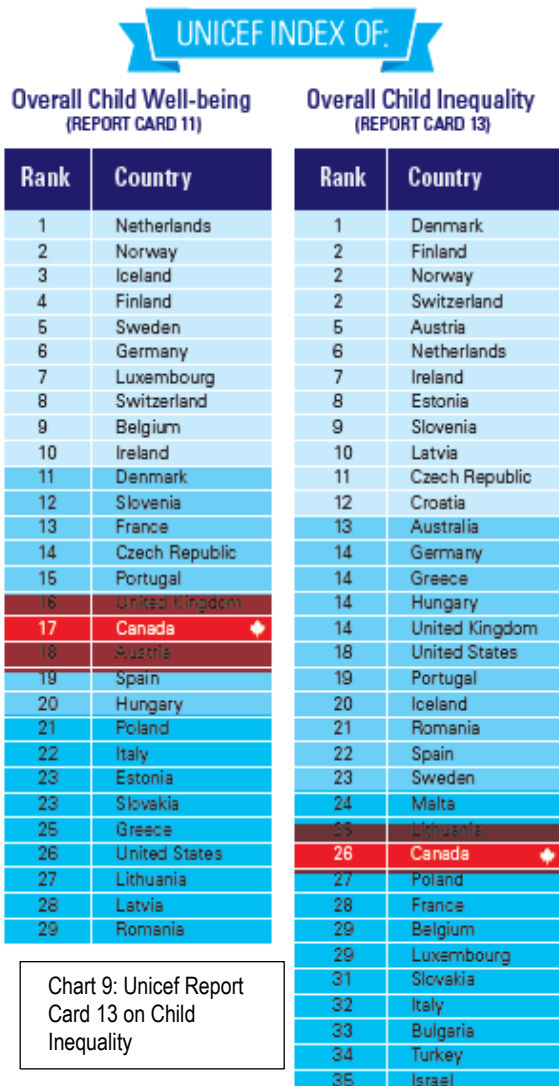 UNICEF INDEX OF:
Overall Child Well-being
(REPORT CARD 11)
Rank Country
1 Netherlands
2 Norway
3 Iceland
4 Finland
5 Sweden
6 Germany
7 Luxembourg
8 Switzerland
9 Belgium
10 Ireland
11 Denmark
12 Slovenia
13 France
14 Czech Republic
15 Portugal
16 United Kingdom
17 Canada
18 Austria
19 Spain
20 Hungary
21 Poland
22 Italy
23 Estonia
23 Slovakia
25 Greece
26 United States
27 Lithuania
28 Latvia
29 Romania
Overall Child Inequality
(REPORT CARD 13)
Rank Country
1 Denmark
2 Finland
2 Norway
2 Switzerland
5 Austria
6 Netherlands
7 Ireland
8 Estonia
9 Slovenia
10 Latvia
11 Czech Republic
12 Croatia
13 Australia
14 Germany
14 Greece
14 Hungary
14 United Kingdom
18 United States
19 Portugal
20 Iceland
21 Romania
22 Spain
23 Sweden
24 Malta
25 Lithuania
26 Canada
27 Poland
28 France
29 Belgium
29 Luxembourg
31 Slovakia
32 Italy
33 Bulgaria
34 Turkey
35 Israel
Chart 9: Unicef Report
Card 13 on Child
Inequality